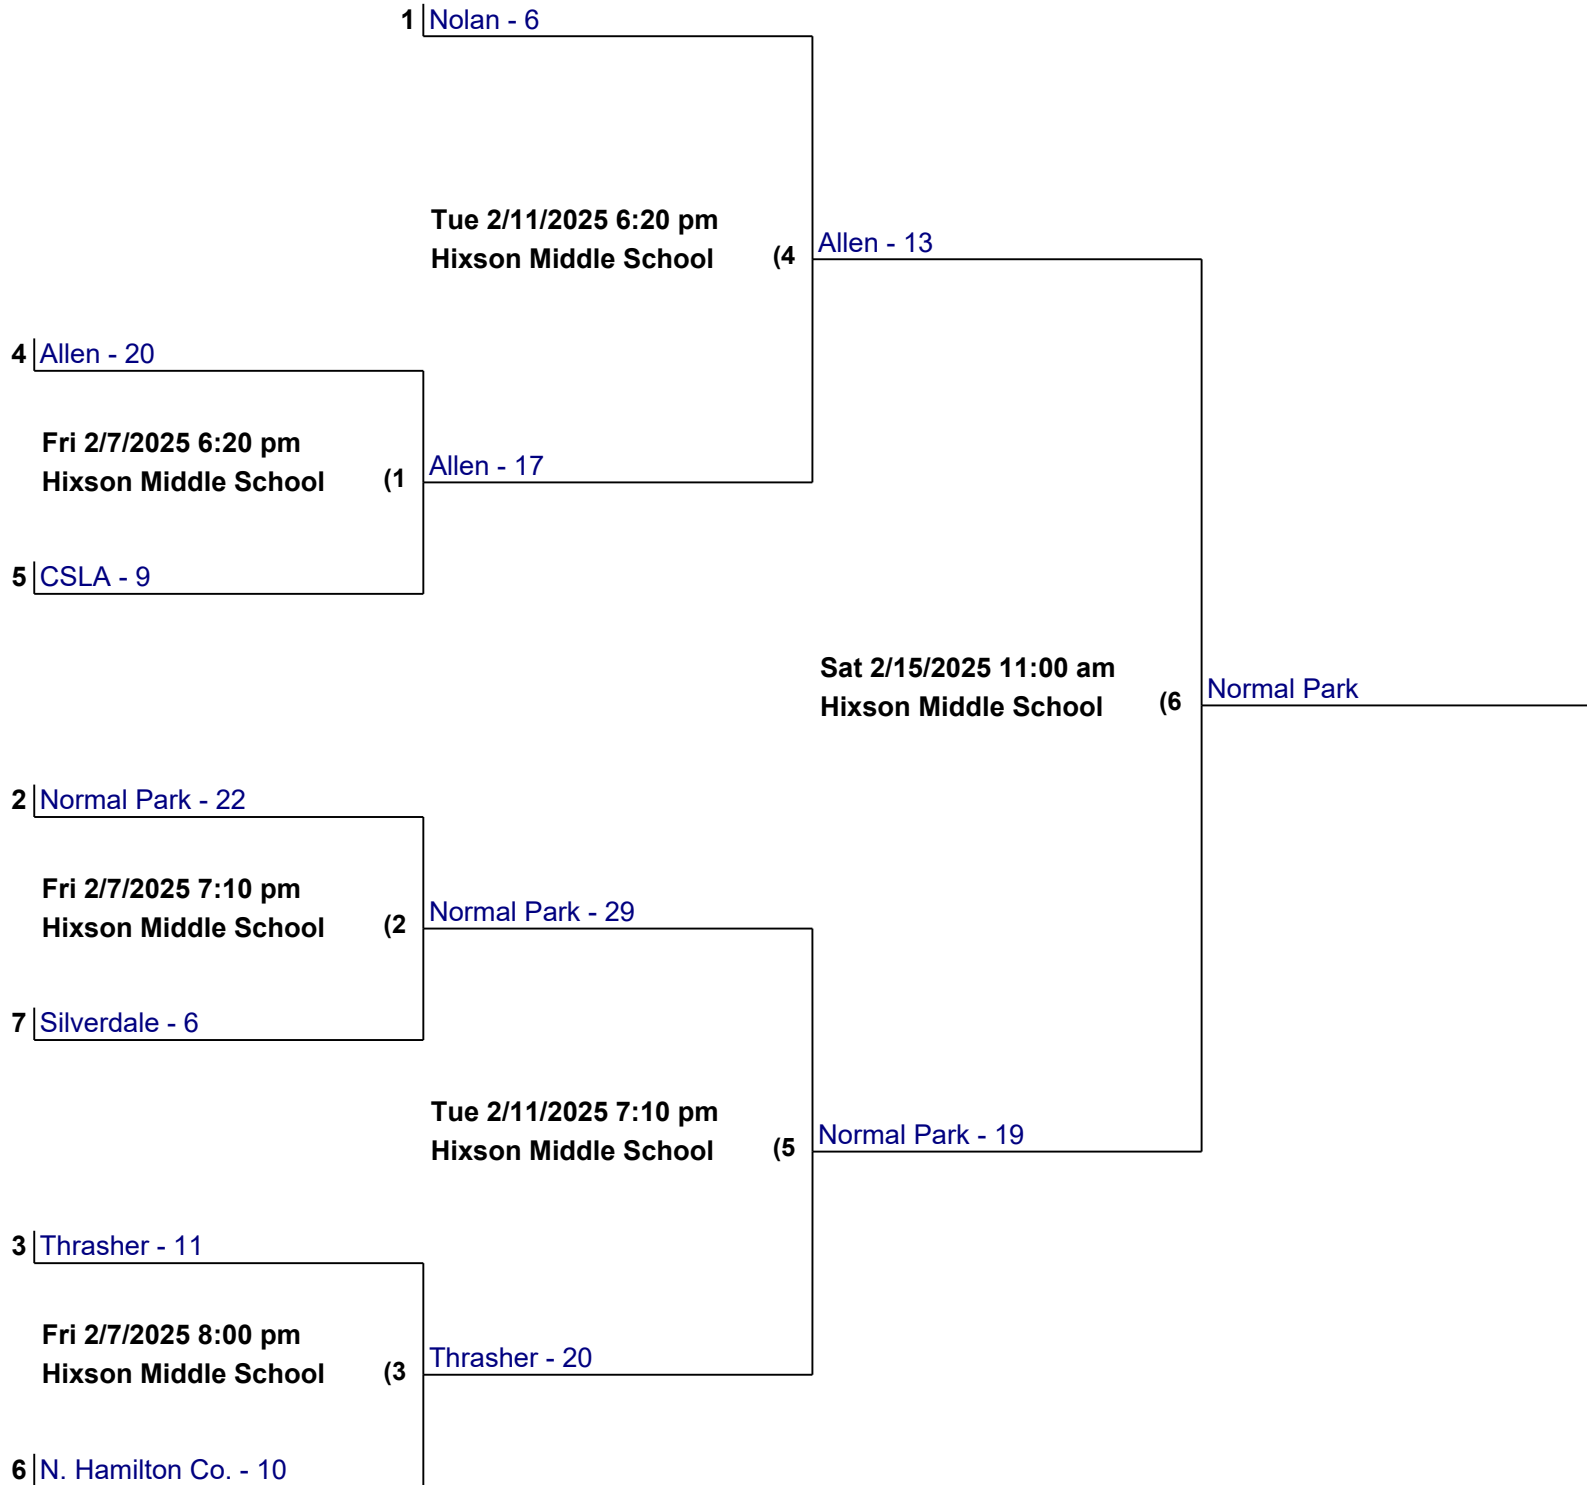 1 Nolan - 6
Tue 2/11/2025 6:20 pm
Hixson Middle School (4
Allen - 13
4 Allen - 20
Fri 2/7/2025 6:20 pm
Hixson Middle School (1
Allen - 17
5 CSLA - 9
Sat 2/15/2025 11:00 am
Hixson Middle School (6
Normal Park
2 Normal Park - 22
Fri 2/7/2025 7:10 pm
Hixson Middle School (2
Normal Park - 29
7 Silverdale - 6
Tue 2/11/2025 7:10 pm
Hixson Middle School (5
Normal Park - 19
3 Thrasher - 11
Fri 2/7/2025 8:00 pm
Hixson Middle School (3
Thrasher - 20
6 N. Hamilton Co. - 10